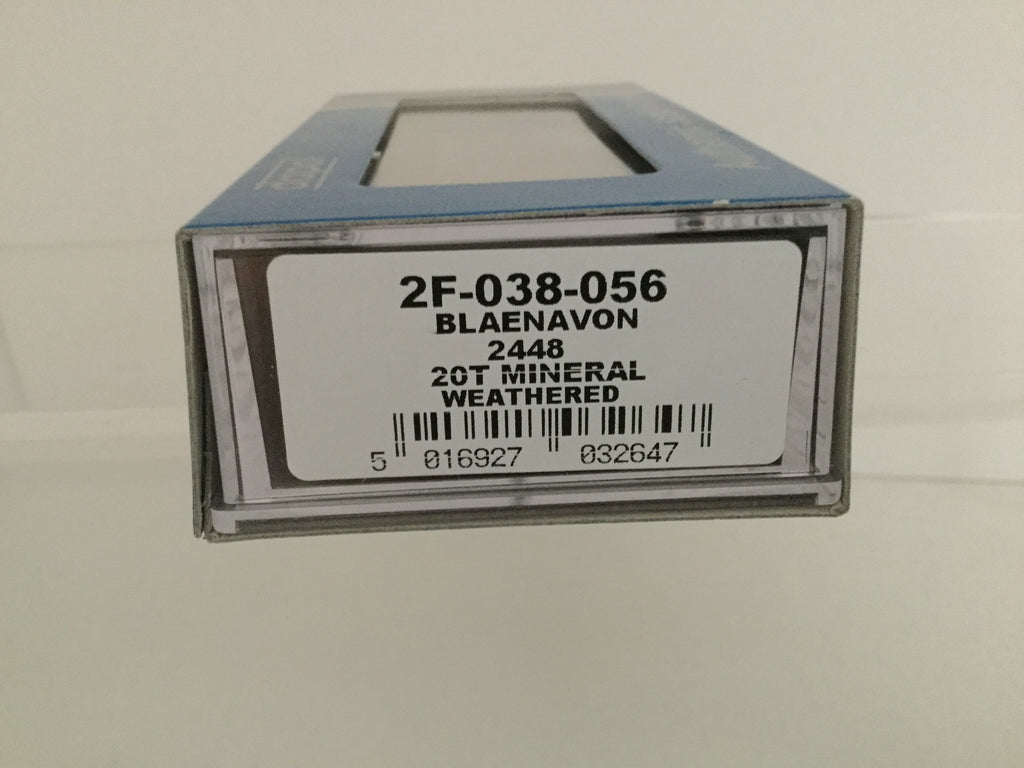 2F-038-056
BLAENAVON
2448
20T MINERAL
WEATHERED
5 016927 032647